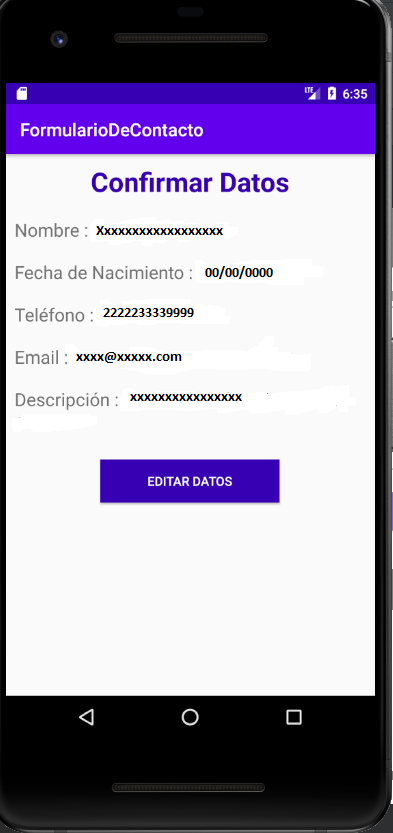 LTE 6:35
FormularioDeContacto
Confirmar Datos
Nombre : Xxxxxxxxxxxxxxxxxx
Fecha de Nacimiento : 00/00/0000
Teléfono : 2222233339999
Email : xxxx@xxxxx.com
Descripción : xxxxxxxxxxxxxxxx
EDITAR DATOS